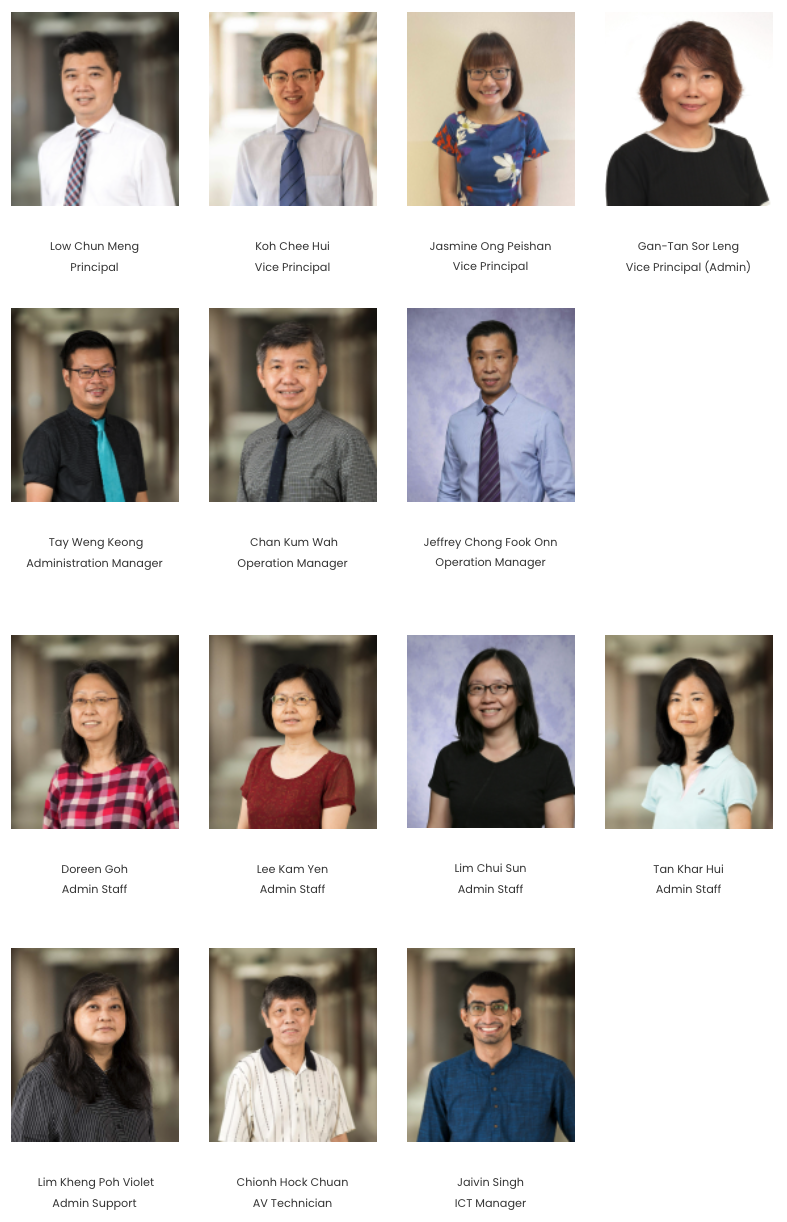 Low Chun Meng
Principal
Koh Chee Hui
Vice Principal
Jasmine Ong Peishan
Vice Principal
Gan-Tan Sor Leng
Vice Principal (Admin)
Tay Weng Keong
Administration Manager
Chan Kum Wah
Operation Manager
Jeffrey Chong Fook Onn
Operation Manager
Doreen Goh
Admin Staff
Lee Kam Yen
Admin Staff
Lim Chui Sun
Admin Staff
Tan Khar Hui
Admin Staff
Lim Kheng Poh Violet
Admin Support
Chionh Hock Chuan
AV Technician
Jaivin Singh
ICT Manager